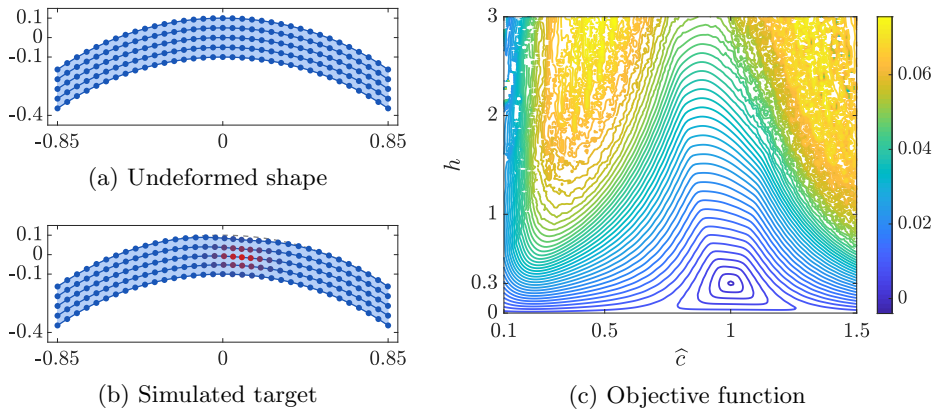 0.1
0
-0.1
-0.4
-0.85 0 0.85
(a) Undeformed shape
0.1
0
-0.1
-0.4
-0.85 0 0.85
(b) Simulated target
3
2
h
1
0.3
0
0.1 0.5 1 1.5
ĉ
0.06
0.04
0.02
0
(c) Objective function